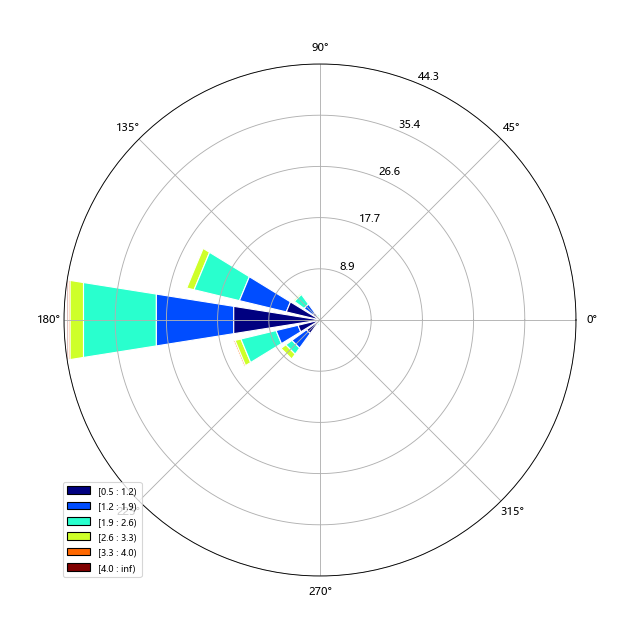 90°
44.3
135°
45°
35.4
26.6
17.7
8.9
180°
0°
[0.5 : 1.2)
[1.2 : 1.9)
[1.9 : 2.6)
[2.6 : 3.3)
[3.3 : 4.0)
[4.0 : inf)
225°
315°
270°